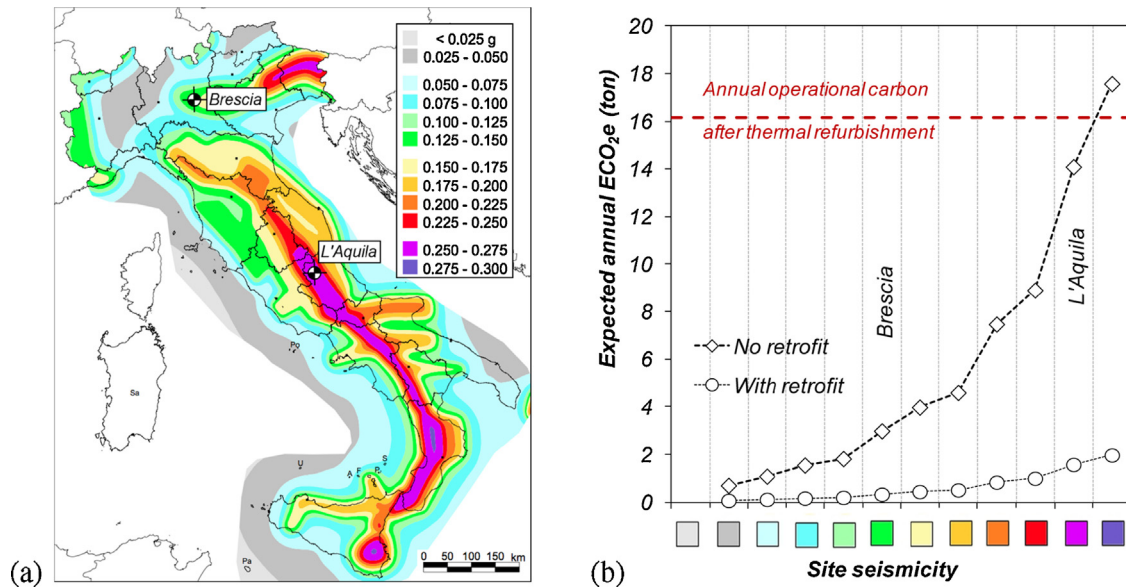 < 0.025 g
0.025 - 0.050
0.050 - 0.075
0.075 - 0.100
0.100 - 0.125
0.125 - 0.150
0.150 - 0.175
0.175 - 0.200
0.200 - 0.225
0.225 - 0.250
0.250 - 0.275
0.275 - 0.300
Brescia
L'Aquila
Po
Sa
U
A
F
P
S
Pa
0 50 100 150 km
(a)
Expected annual ECO₂e (ton)
20
18
16
14
12
10
8
6
4
2
0
Annual operational carbon
after thermal refurbishment
Brescia
L'Aquila
No retrofit
With retrofit
Site seismicity
(b)